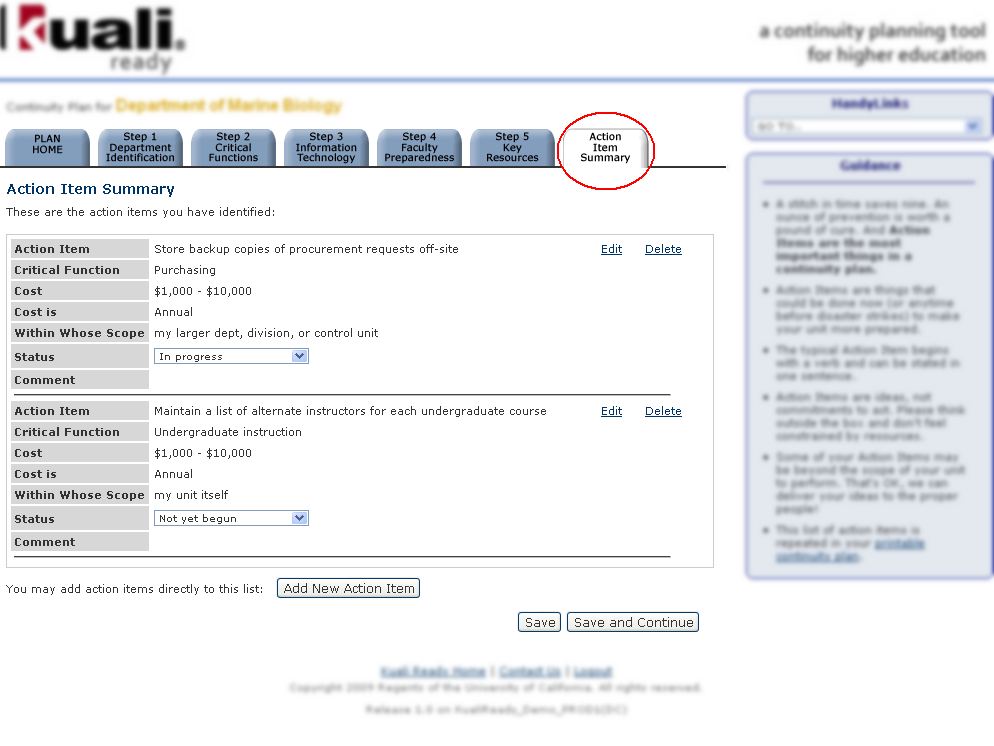 kuali
ready
a continuity planning tool
for higher education
Continuity Plan for Department of Marine Biology
PLAN
HOME
Step 1
Department
Identification
Step 2
Critical
Functions
Step 3
Information
Technology
Step 4
Faculty
Preparedness
Step 5
Key
Resources
Action
Item
Summary
HandyLinks
GO TO...
Action Item Summary
These are the action items you have identified:
Action Item Store backup copies of procurement requests off-site Edit Delete
Critical Function Purchasing
Cost $1,000 - $10,000
Cost is Annual
Within Whose Scope my larger dept, division, or control unit
Status In progress
Comment
Action Item Maintain a list of alternate instructors for each undergraduate course Edit Delete
Critical Function Undergraduate instruction
Cost $1,000 - $10,000
Cost is Annual
Within Whose Scope my unit itself
Status Not yet begun
Comment
You may add action items directly to this list: Add New Action Item
Save Save and Continue
Guidance
• A stitch in time saves nine. An
ounce of prevention is worth a
pound of cure. And Action
Items are the most
important things in a
continuity plan.
• Action Items are things that
could be done now (or anytime
before disaster strikes) to make
your unit more prepared.
• The typical Action Item begins
with a verb and can be stated in
one sentence.
• Action Items are ideas, not
commitments to act. Please think
outside the box and don't feel
constrained by resources.
• Some of your Action Items may
be beyond the scope of your unit
to perform. That's OK, we can
deliver your ideas to the proper
people!
• This list of action items is
repeated in your printable
continuity plan.
Kuali Ready Home | Contact Us | Logout
Copyright 2009 Regents of the University of California. All rights reserved.
Release 1.0 on KualiReady_Demo_PROD1(DC)